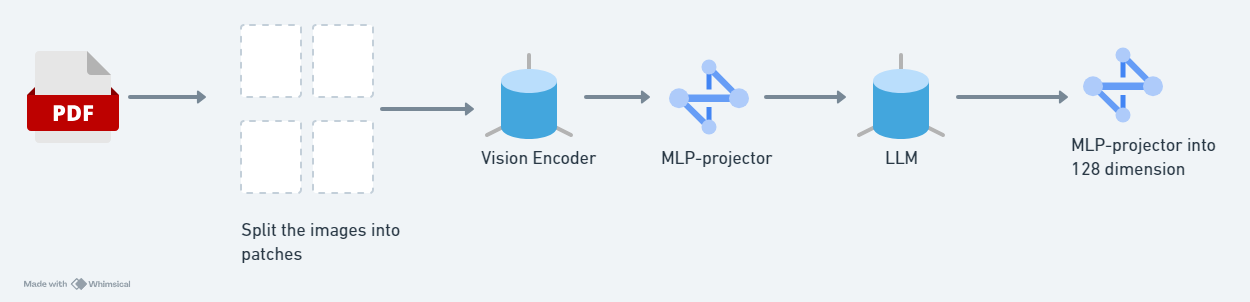 PDF
Split the images into
patches
Vision Encoder
MLP-projector
LLM
MLP-projector into
128 dimension
Made with Whimsical